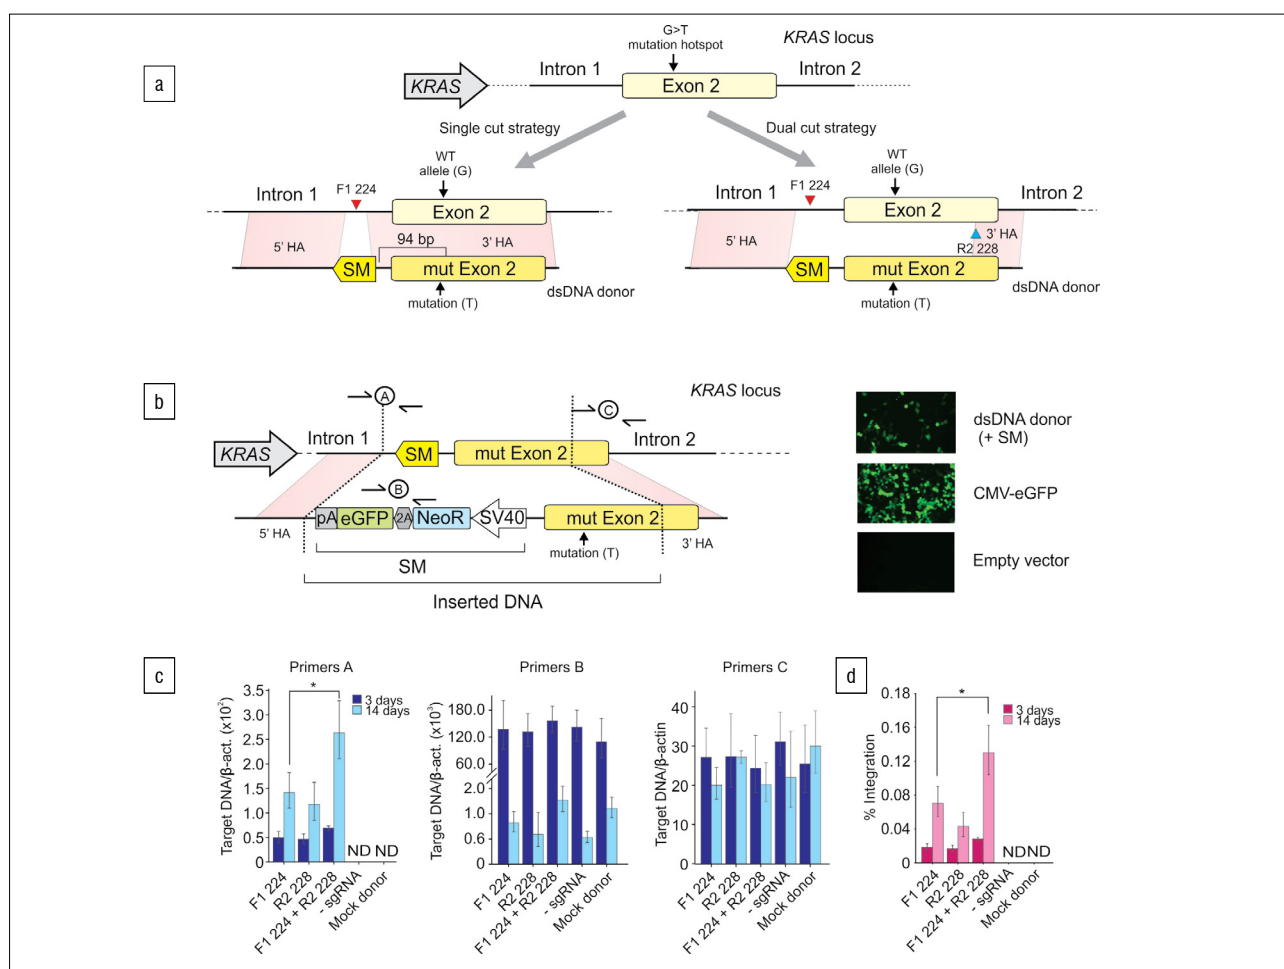 a
G>T
mutation hotspot
KRAS locus
Intron 1
Intron 2
KRAS
Exon 2
Single cut strategy
Dual cut strategy
WT
allele (G)
Intron 1
F1 224
Exon 2
5' HA
94 bp
3' HA
SM
mut Exon 2
mutation (T)
dsDNA donor
WT
allele (G)
Intron 1
F1 224
Intron 2
Exon 2
5' HA
3' HA
R2 228
SM
mut Exon 2
mutation (T)
dsDNA donor
b
A
KRAS locus
C
Intron 1
Intron 2
KRAS
SM
mut Exon 2
B
pA eGFP 2A NeoR SV40
mut Exon 2
5' HA
mutation (T)
3' HA
SM
Inserted DNA
dsDNA donor
(+ SM)
CMV-eGFP
Empty vector
c
Primers A
Target DNA/β-act. (x10²)
3.5
3.0
2.5
2.0
1.5
1.0
0.5
0
*
3 days
14 days
ND ND
F1 224
R2 228
F1 224 + R2 228
- sgRNA
Mock donor
Primers B
Target DNA/β-act. (x10³)
180.0
120.0
60.0
2.0
1.0
0.6
0
F1 224
R2 228
F1 224 + R2 228
- sgRNA
Mock donor
Primers C
Target DNA/β-actin
40
30
20
10
0
F1 224
R2 228
F1 224 + R2 228
- sgRNA
Mock donor
d
% Integration
0.18
0.16
0.12
0.08
0.04
0
*
3 days
14 days
NDND
F1 224
R2 228
F1 224 + R2 228
- sgRNA
Mock donor